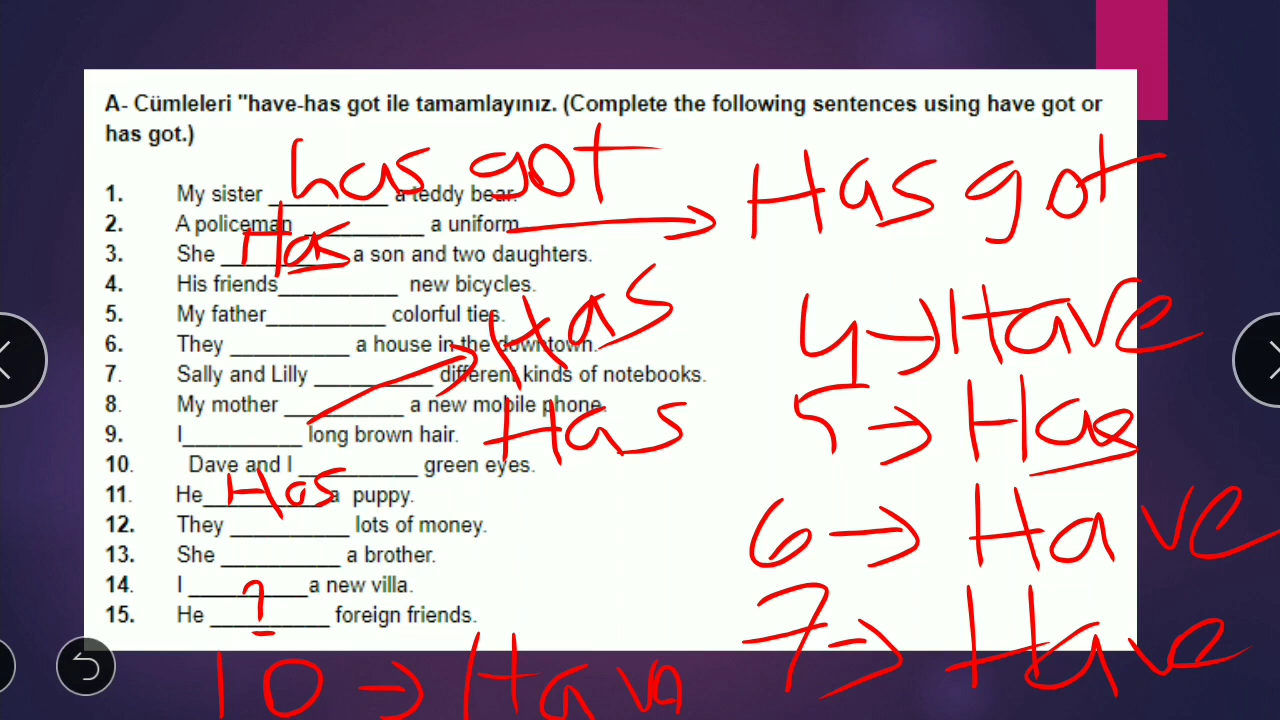 A- Cümleleri "have-has got ile tamamlayınız. (Complete the following sentences using have got or
has got.)
has got
Has got
1. My sister __________ a teddy bear.
2. A policeman __________ a uniform.
Has
3. She __________ a son and two daughters.
4. His friends__________ new bicycles.
5. My father__________ colorful ties.
6. They __________ a house in the downtown.
7. Sally and Lilly __________ different kinds of notebooks.
8. My mother __________ a new mobile phone.
9. I__________ long brown hair.
10. Dave and I __________ green eyes.
11. He__________a puppy.
12. They __________ lots of money.
13. She __________ a brother.
14. I __________a new villa.
15. He __________ foreign friends.
Has
Has
Has
?
4→Have
5→Has
6→Have
7→Have
10→